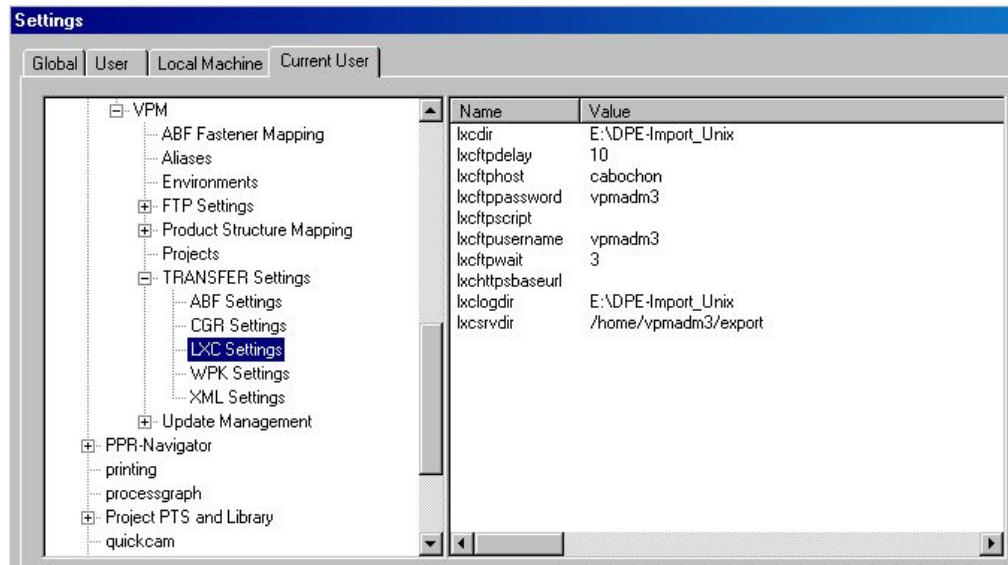 Settings
Global User Local Machine Current User
VPM
ABF Fastener Mapping
Aliases
Environments
FTP Settings
Product Structure Mapping
Projects
TRANSFER Settings
ABF Settings
CGR Settings
LXC Settings
WPK Settings
XML Settings
Update Management
PPR-Navigator
printing
processgraph
Project PTS and Library
quickcam
Name Value
lxcdir E:\DPE-Import_Unix
lxcftpdelay 10
lxcftphost cabochon
lxcftppassword vpmadm3
lxcftpscript
lxcftpusername vpmadm3
lxcftpwait 3
lxchttpsbaseurl
lxclogdir E:\DPE-Import_Unix
lxcsrvdir /home/vpmadm3/export